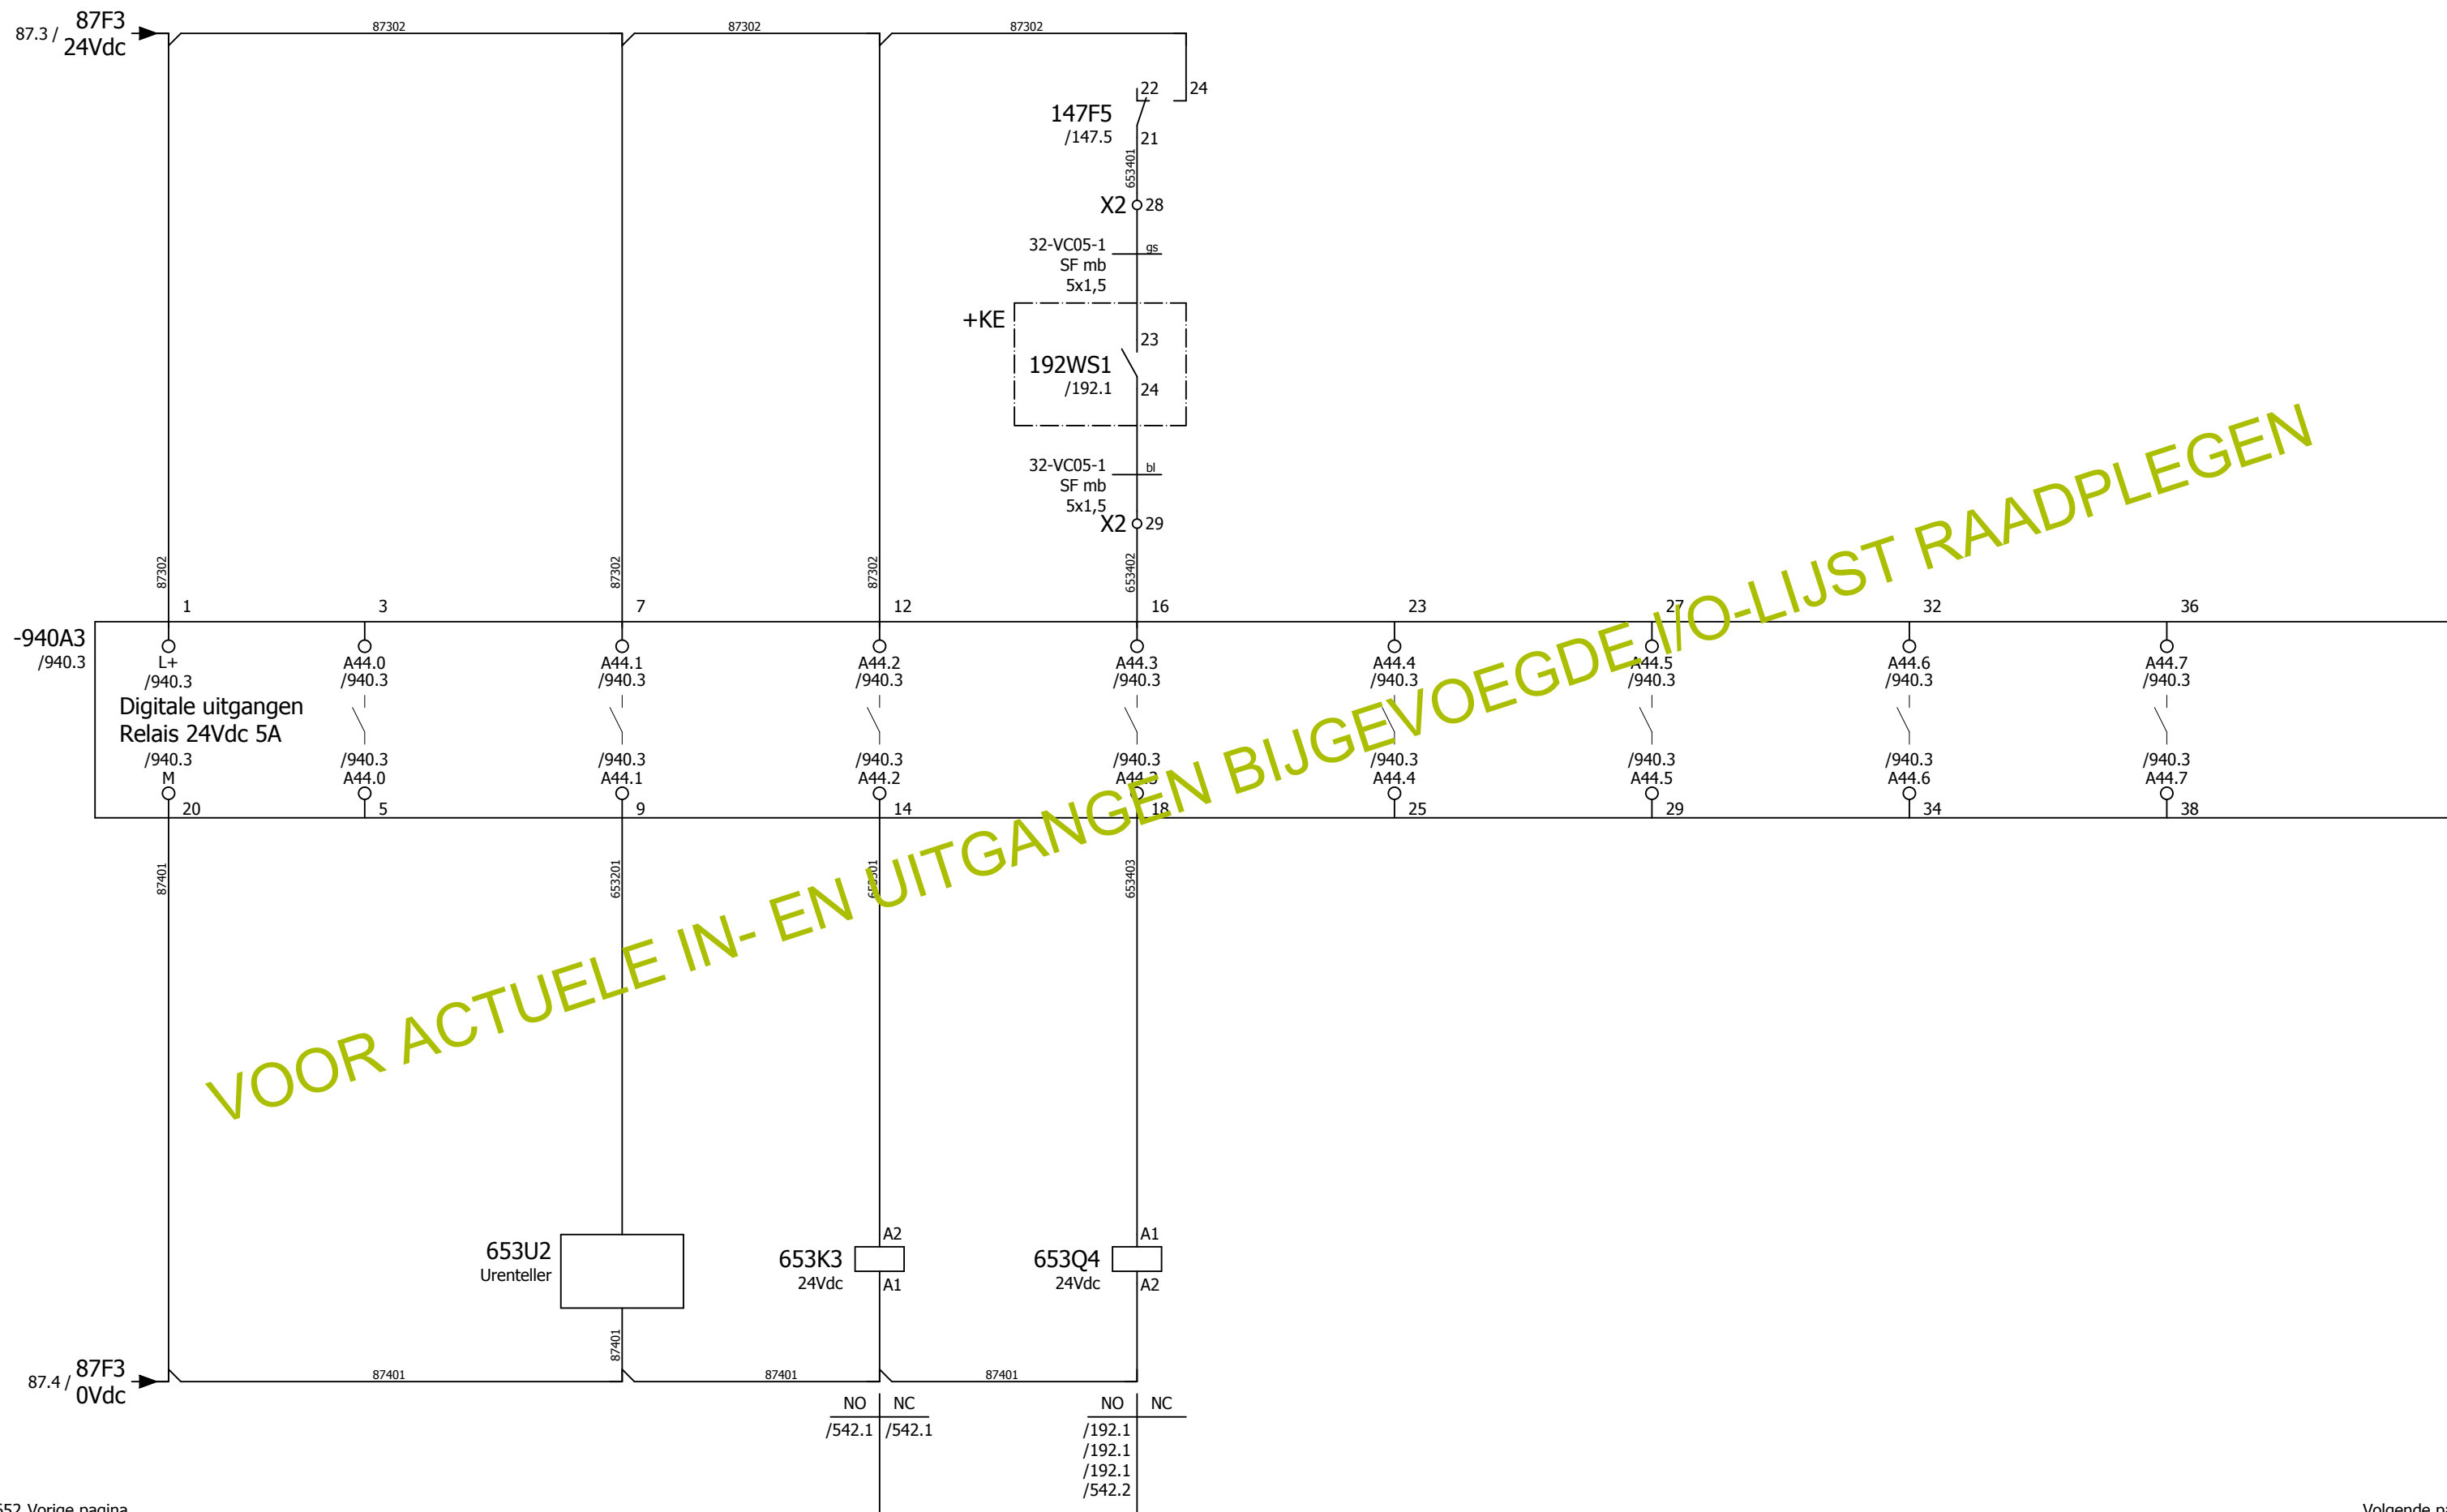 87F3
87.3 /
24Vdc
87302
87302
87302
22
24
147F5
/147.5
21
653401
X2
28
32-VC05-1
gs
SF mb
5x1,5
+KE
23
192WS1
/192.1
24
32-VC05-1
bl
SF mb
5x1,5
X2
29
87302
87302
87302
653402
1
3
7
12
16
23
27
32
36
-940A3
/940.3
L+
A44.0
A44.1
A44.2
A44.3
A44.4
A44.5
A44.6
A44.7
/940.3
/940.3
/940.3
/940.3
/940.3
/940.3
/940.3
/940.3
/940.3
Digitale uitgangen
Relais 24Vdc 5A
/940.3
/940.3
/940.3
/940.3
/940.3
/940.3
/940.3
/940.3
/940.3
M
A44.0
A44.1
A44.2
A44.3
A44.4
A44.5
A44.6
A44.7
20
5
9
14
18
25
29
34
38
87401
653201
653403
VOOR ACTUELE IN- EN UITGANGEN BIJGEVOEGDE I/O-LIJST RAADPLEGEN
653U2
Urenteller
A2
653K3
24Vdc
A1
A1
653Q4
24Vdc
A2
87401
87F3
87.4 /
0Vdc
87401
87401
87401
NO
NC
/542.1
/542.1
NO
NC
/192.1
/192.1
/192.1
/542.2
Vorige pagina
Volgende